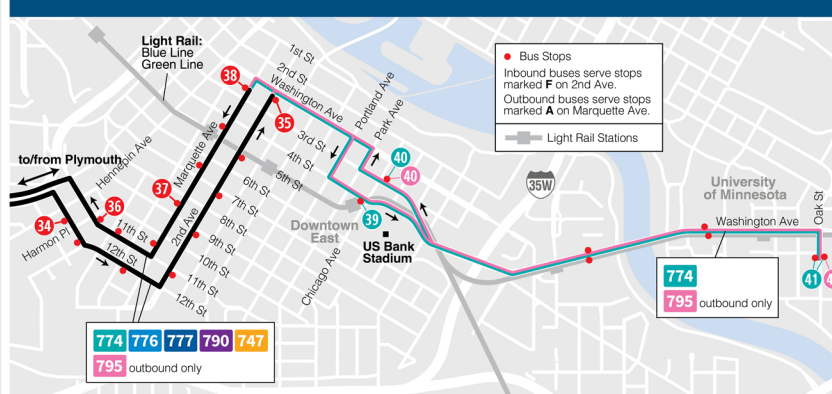 Light Rail:
Blue Line
Green Line
1st St
2nd St
Washington Ave
38
35
Portland Ave
Park Ave
Bus Stops
Inbound buses serve stops
marked F on 2nd Ave.
Outbound buses serve stops
marked A on Marquette Ave.
Light Rail Stations
3rd St
4th St
5th St
6th St
7th St
8th St
9th St
10th St
11th St
12th St
to/from Plymouth
Hennepin Ave
Marquette Ave
2nd Ave
37
36
34
11th St
12th St
Harmon Pl
40
40
39
Downtown
East
US Bank
Stadium
Chicago Ave
35W
University
of Minnesota
Washington Ave
Oak St
41
774
795 outbound only
774 776 777 790 747
795 outbound only